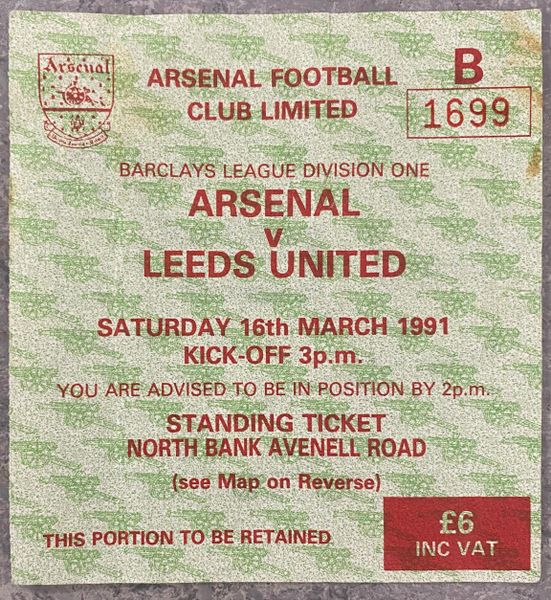 Arsenal
ARSENAL FOOTBALL
CLUB LIMITED
B
1699
BARCLAYS LEAGUE DIVISION ONE
ARSENAL
v
LEEDS UNITED
SATURDAY 16th MARCH 1991
KICK-OFF 3p.m.
YOU ARE ADVISED TO BE IN POSITION BY 2p.m.
STANDING TICKET
NORTH BANK AVENELL ROAD
(see Map on Reverse)
THIS PORTION TO BE RETAINED
£6
INC VAT